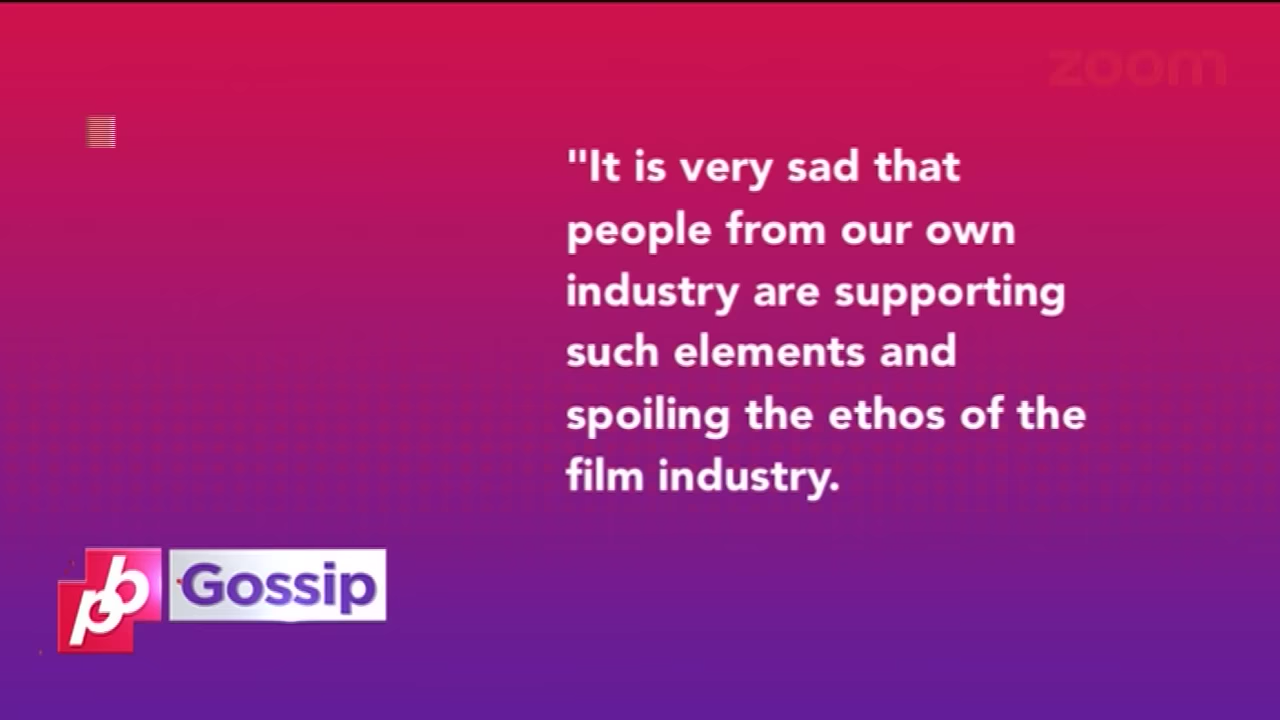 zoom
"It is very sad that
people from our own
industry are supporting
such elements and
spoiling the ethos of the
film industry.
pb Gossip